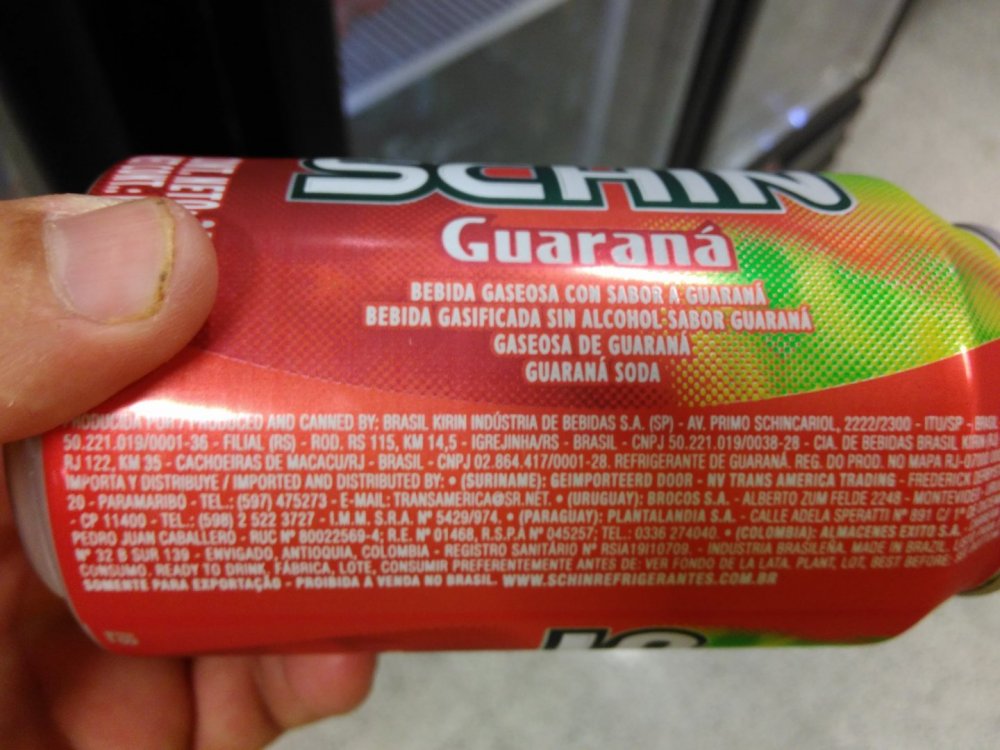 SCHIN
Guaraná
BEBIDA GASEOSA CON SABOR A GUARANÁ
BEBIDA GASIFICADA SIN ALCOHOL SABOR GUARANÁ
GASEOSA DE GUARANÁ
GUARANÁ SODA
AND CANNED BY: BRASIL KIRIN INDÚSTRIA DE BEBIDAS S.A. (SP) - AV. PRIMO SCHINCARIOL, 2222/2300 - ITU/SP -
50.221.019/0001-36 - FILIAL (RS) - ROD. RS 115, KM 14,5 - IGREJINHA/RS - BRASIL - CNPJ 50.221.019/0038-28 - CIA. DE BEBIDAS BRASIL KIRIN
RJ 122, KM 35 - CACHOEIRAS DE MACACU/RJ - BRASIL - CNPJ 02.864.417/0001-28. REFRIGERANTE DE GUARANÁ. REG. DO PROD. NO MAPA
IMPORTA Y DISTRIBUYE / IMPORTED AND DISTRIBUTED BY: • (SURINAME): GEIMPORTEERD DOOR - NV TRANS AMERICA TRADING - FREDERICK
20 - PARAMARIBO - TEL.: (597) 475273 - E-MAIL: TRANSAMERICA@SR.NET. • (URUGUAY): BROCOS S.A. - ALBERTO ZUM FELDE 2248 -
- CP 11400 - TEL.: (598) 2 522 3727 - I.M.M. S.R.A. Nº 5429/974. • (PARAGUAY): PLANTALANDIA S.A. - CALLE ADELA SPERATTI Nº 891 C/ 1º
PEDRO JUAN CABALLERO - RUC Nº 80022569-4; R.E. Nº 01468, R.S.P.A Nº 045257; TEL.: 0336 274040. • (COLOMBIA): ALMACENES EXITO S.A.
Nº 32 B SUR 139 - ENVIGADO, ANTIOQUIA, COLOMBIA - REGISTRO SANITÁRIO Nº RSIA19I10709. - INDUSTRIA BRASILEÑA. MADE IN BRAZIL.
CONSUMO. READY TO DRINK, FÁBRICA, LOTE, CONSUMIR PREFERENTEMENTE ANTES DE: VER FONDO DE LA LATA. PLANT, LOT, BEST BEFORE:
SOMENTE PARA EXPORTAÇÃO - PROIBIDA A VENDA NO BRASIL. WWW.SCHINREFRIGERANTES.COM.BR